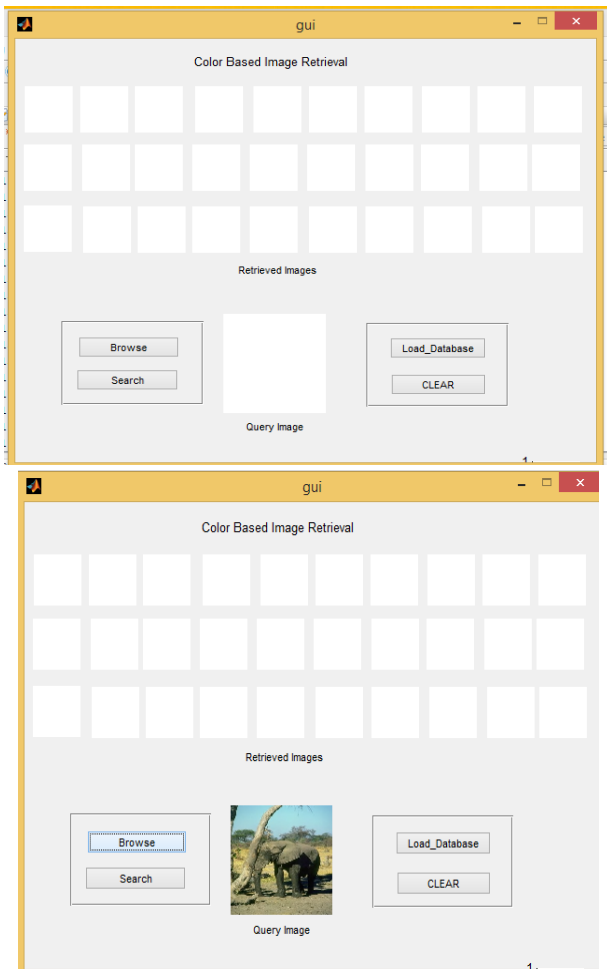 gui
Color Based Image Retrieval
Retrieved Images
Browse
Load_Database
Search
CLEAR
Query Image
gui
Color Based Image Retrieval
Retrieved Images
Browse
Load_Database
Search
CLEAR
Query Image